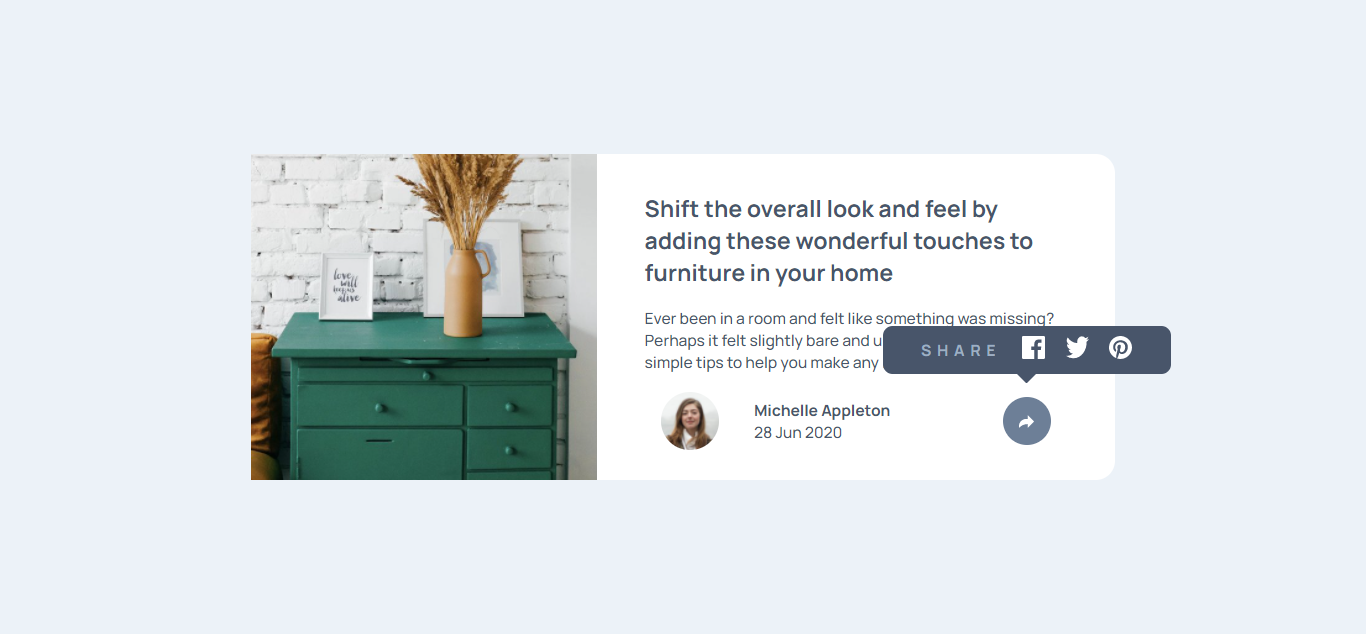 Shift the overall look and feel by
adding these wonderful touches to
furniture in your home
Ever been in a room and felt like something was missing?
Perhaps it felt slightly bare and
simple tips to help you make any
SHARE
Michelle Appleton
28 Jun 2020
love
will
keep us
alive